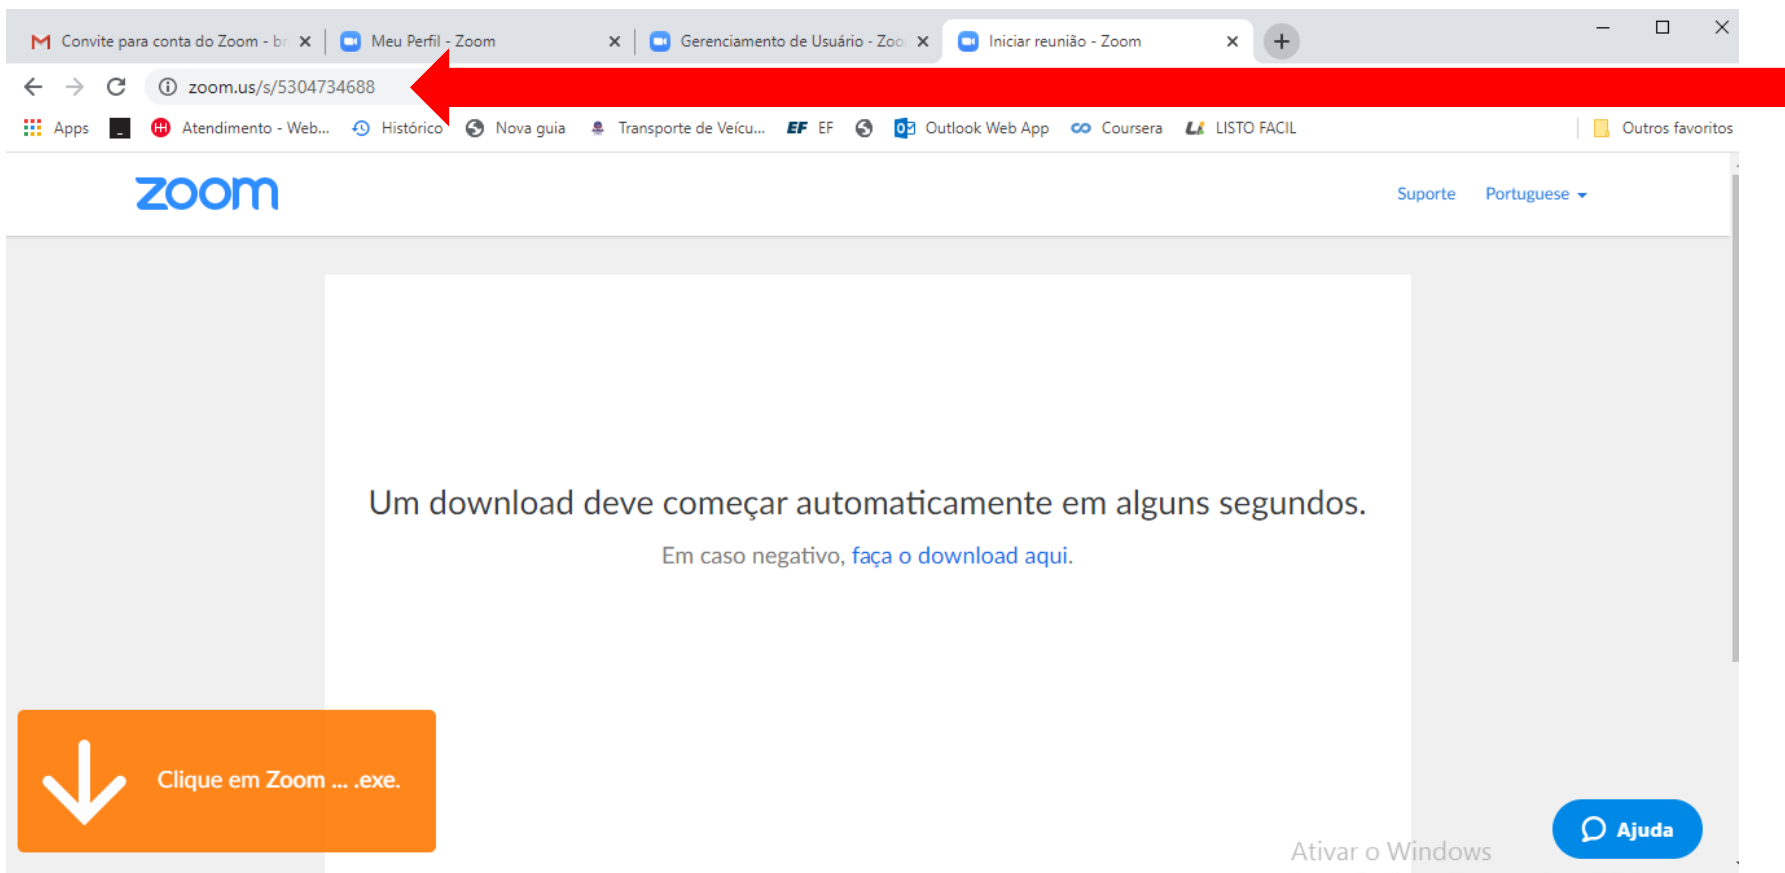 Convite para conta do Zoom - br
Meu Perfil - Zoom
Gerenciamento de Usuário - Zoo
Iniciar reunião - Zoom
zoom.us/s/5304734688
Apps
Atendimento - Web...
Histórico
Nova guia
Transporte de Veícu...
EF EF
Outlook Web App
Coursera
LISTO FACIL
Outros favoritos
zoom
Suporte
Portuguese
Um download deve começar automaticamente em alguns segundos.
Em caso negativo, faça o download aqui.
Clique em Zoom ... .exe.
Ajuda
Ativar o Windows